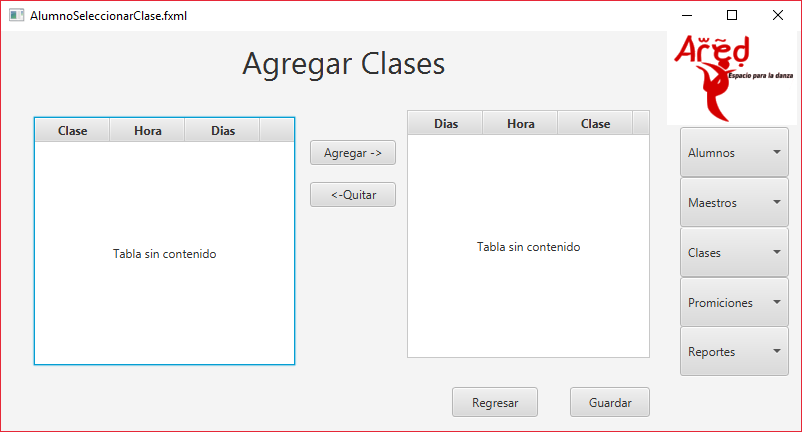 AlumnoSeleccionarClase.fxml
Agregar Clases
Ared
Espacio para la danza
Clase Hora Dias
Tabla sin contenido
Agregar ->
<-Quitar
Dias Hora Clase
Tabla sin contenido
Alumnos
Maestros
Clases
Promiciones
Reportes
Regresar Guardar